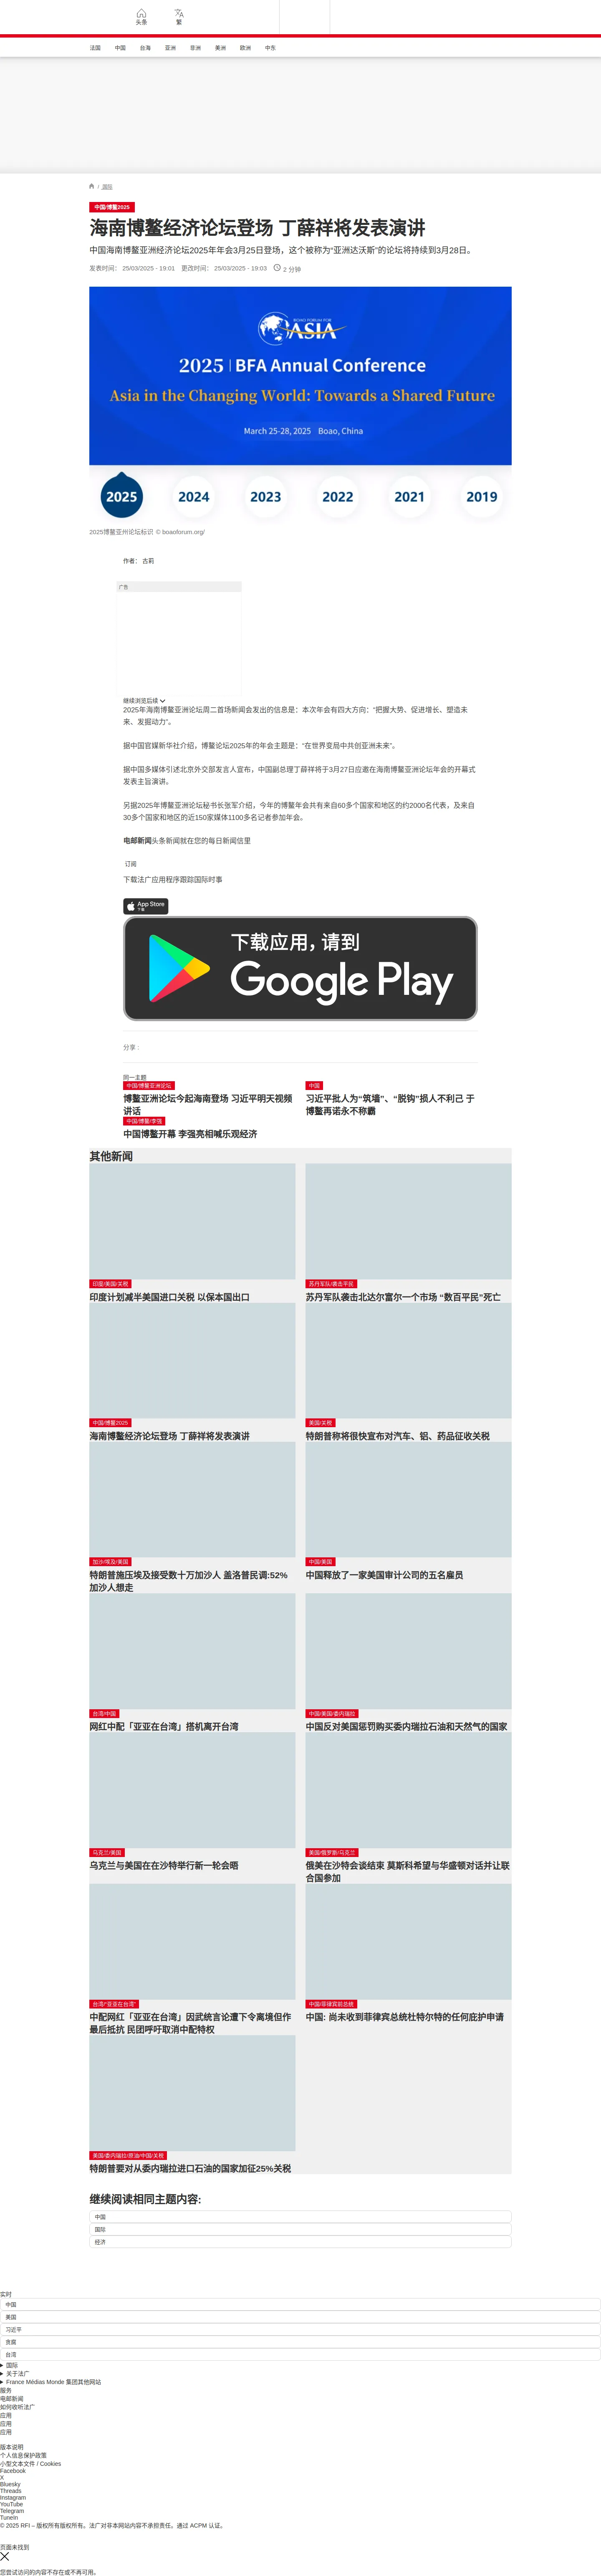 头条
繁
法国 中国 台海 亚洲 非洲 美洲 欧洲 中东
/ 国际
中国/博鳌2025
海南博鳌经济论坛登场 丁薛祥将发表演讲
中国海南博鳌亚洲经济论坛2025年年会3月25日登场，这个被称为“亚洲达沃斯”的论坛将持续到3月28日。
发表时间： 25/03/2025 - 19:01 更改时间： 25/03/2025 - 19:03 2 分钟
BOAO FORUM FOR
ASIA
2025 | BFA Annual Conference
Asia in the Changing World: Towards a Shared Future
March 25-28, 2025 Boao, China
2025 2024 2023 2022 2021 2019
2025博鳌亚州论坛标识 © boaoforum.org/
作者： 古莉
广告
继续浏览后续
2025年海南博鳌亚洲论坛周二首场新闻会发出的信息是：本次年会有四大方向：“把握大势、促进增长、塑造未
来、发掘动力”。
据中国官媒新华社介绍，博鳌论坛2025年的年会主题是：“在世界变局中共创亚洲未来”。
据中国多媒体引述北京外交部发言人宣布，中国副总理丁薛祥将于3月27日应邀在海南博鳌亚洲论坛年会的开幕式
发表主旨演讲。
另据2025年博鳌亚洲论坛秘书长张军介绍，今年的博鳌年会共有来自60多个国家和地区的约2000名代表，及来自
30多个国家和地区的近150家媒体1100多名记者参加年会。
电邮新闻头条新闻就在您的每日新闻信里
订阅
下载法广应用程序跟踪国际时事
App Store
下载
下载应用，请到
Google Play
分享 :
同一主题
中国/博鳌亚洲论坛
博鳌亚洲论坛今起海南登场 习近平明天视频
讲话
中国
习近平批人为“筑墙”、“脱钩”损人不利己 于
博鳌再诺永不称霸
中国/博鳌/李强
中国博鳌开幕 李强亮相喊乐观经济
其他新闻
印度/美国/关税
印度计划减半美国进口关税 以保本国出口
苏丹军队/袭击平民
苏丹军队袭击北达尔富尔一个市场 “数百平民”死亡
中国/博鳌2025
海南博鳌经济论坛登场 丁薛祥将发表演讲
美国/关税
特朗普称将很快宣布对汽车、铝、药品征收关税
加沙/埃及/美国
特朗普施压埃及接受数十万加沙人 盖洛普民调:52%
加沙人想走
中国/美国
中国释放了一家美国审计公司的五名雇员
台湾/中国
网红中配「亚亚在台湾」搭机离开台湾
中国/美国/委内瑞拉
中国反对美国惩罚购买委内瑞拉石油和天然气的国家
乌克兰/美国
乌克兰与美国在在沙特举行新一轮会晤
美国/俄罗斯/乌克兰
俄美在沙特会谈结束 莫斯科希望与华盛顿对话并让联
合国参加
台湾/“亚亚在台湾”
中配网红「亚亚在台湾」因武统言论遭下令离境但作
最后抵抗 民团呼吁取消中配特权
中国/菲律宾前总统
中国: 尚未收到菲律宾总统杜特尔特的任何庇护申请
美国/委内瑞拉/原油/中国/关税
特朗普要对从委内瑞拉进口石油的国家加征25%关税
继续阅读相同主题内容:
中国
国际
经济
实时
中国
美国
习近平
贪腐
台湾
国际
关于法广
France Médias Monde 集团其他网站
服务
电邮新闻
如何收听法广
应用
应用
应用
版本说明
个人信息保护政策
小型文本文件 / Cookies
Facebook
X
Bluesky
Threads
Instagram
YouTube
Telegram
TuneIn
© 2025 RFI – 版权所有版权所有。法广对非本网站内容不承担责任。通过 ACPM 认证。
页面未找到
您尝试访问的内容不存在或不再可用。